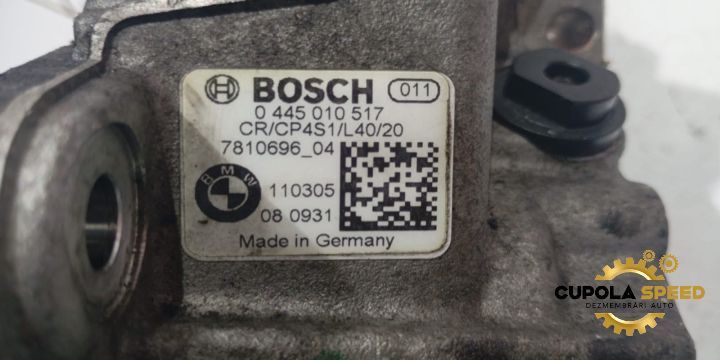 BOSCH 011
0 445 010 517
CR/CP4S1/L40/20
7810696_04
BMW
110305
08 0931
Made in Germany
CUPOLA SPEED
DEZMEMBRĂRI AUTO